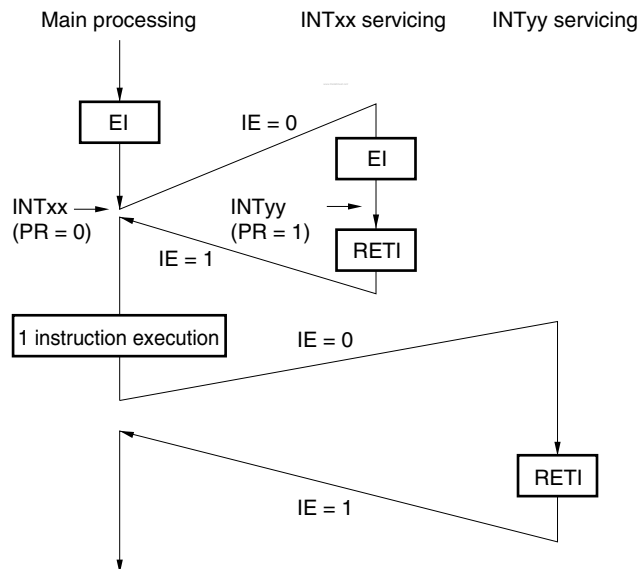 Main processing
INTxx servicing
INTyy servicing
EI
IE = 0
EI
INTxx
(PR = 0)
INTyy
(PR = 1)
RETI
IE = 1
1 instruction execution
IE = 0
RETI
IE = 1